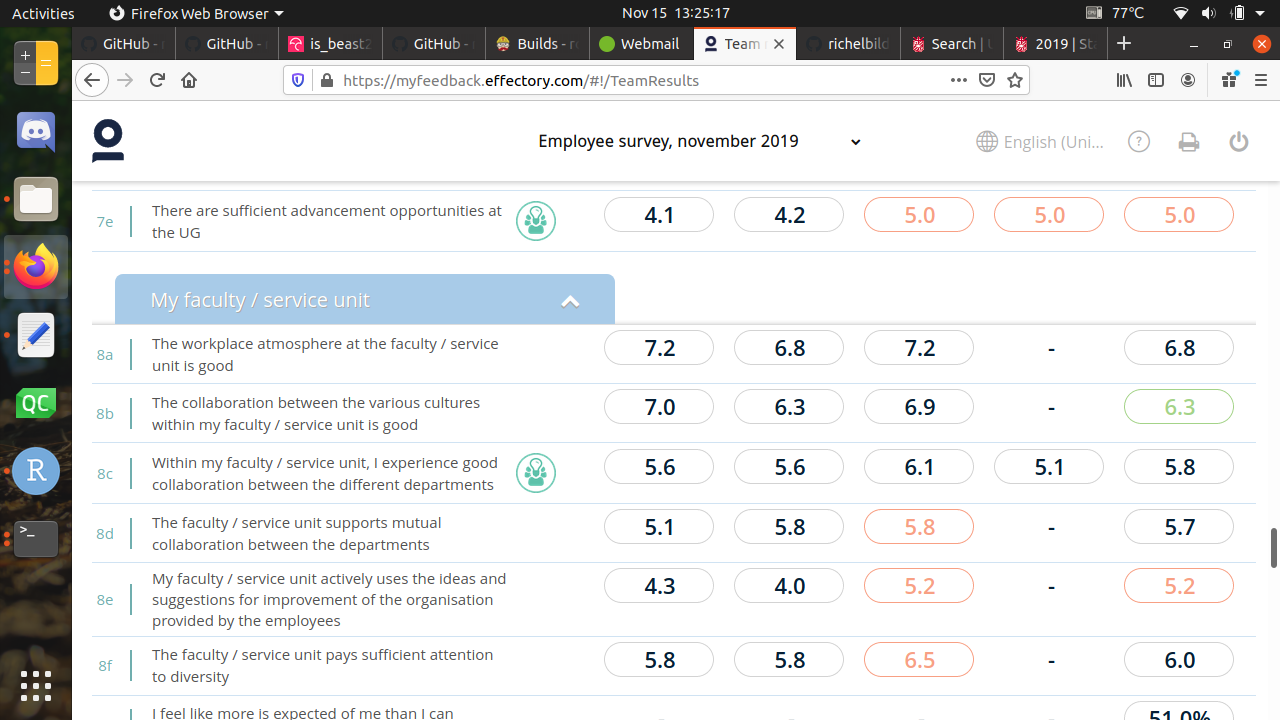 Activities
Firefox Web Browser
Nov 15 13:25:17
77°C
GitHub -
GitHub -
is_beast2
GitHub -
Builds - r
Webmail
Team
richelbild
Search | U
2019 | Sta
https://myfeedback.effectory.com/#!/TeamResults
Employee survey, november 2019
English (Uni...
?
7e
There are sufficient advancement opportunities at
the UG
4.1 4.2 5.0 5.0 5.0
My faculty / service unit
8a
The workplace atmosphere at the faculty / service
unit is good
7.2 6.8 7.2 - 6.8
8b
The collaboration between the various cultures
within my faculty / service unit is good
7.0 6.3 6.9 - 6.3
8c
Within my faculty / service unit, I experience good
collaboration between the different departments
5.6 5.6 6.1 5.1 5.8
8d
The faculty / service unit supports mutual
collaboration between the departments
5.1 5.8 5.8 - 5.7
8e
My faculty / service unit actively uses the ideas and
suggestions for improvement of the organisation
provided by the employees
4.3 4.0 5.2 - 5.2
8f
The faculty / service unit pays sufficient attention
to diversity
5.8 5.8 6.5 - 6.0
I feel like more is expected of me than I can
- - - - 51.0%
QC
R
>_